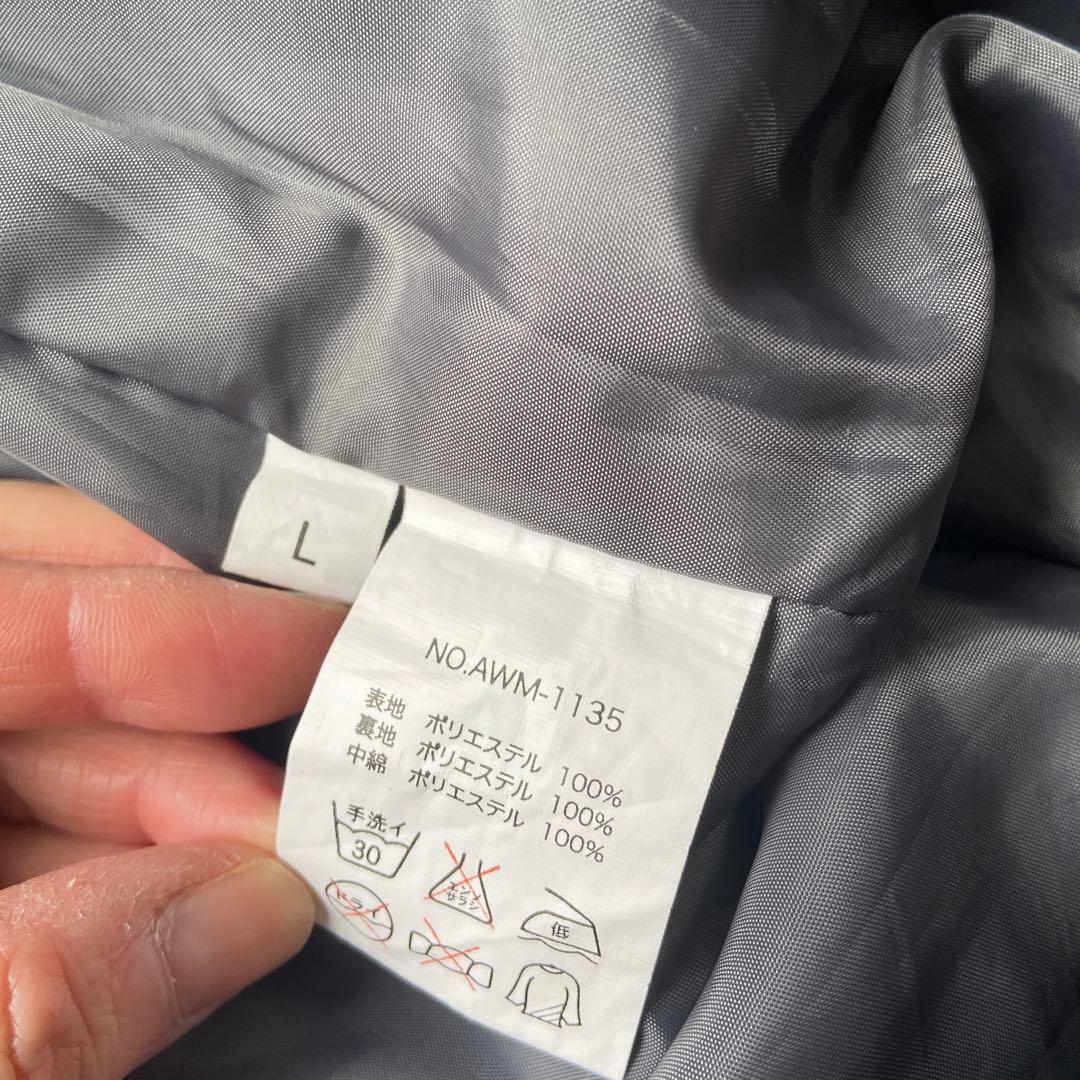 L
NO.AWM-1135
表地 ポリエステル 100%
裏地 ポリエステル 100%
中綿 ポリエステル 100%
手洗イ
30
エンソ
サラシ
低
ドライ